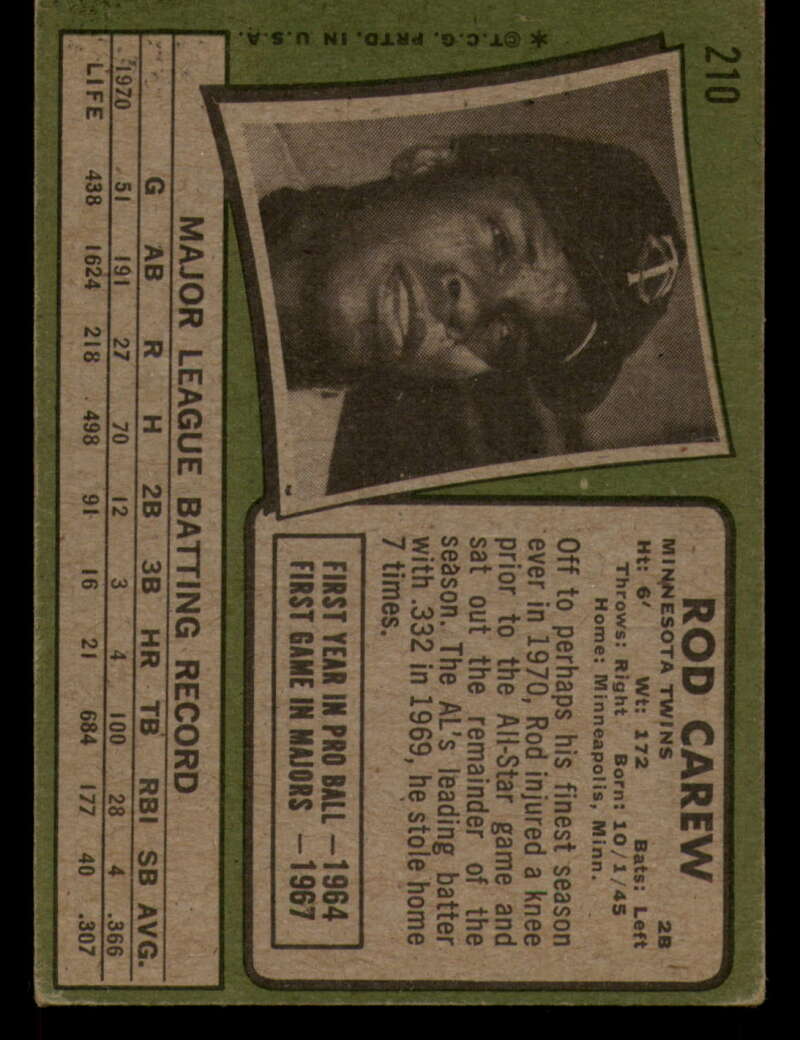 210
ROD CAREW
MINNESOTA TWINS 2B
Ht: 6' Wt: 172 Bats: Left
Throws: Right Born: 10/1/45
Home: Minneapolis, Minn.
Off to perhaps his finest season
ever in 1970, Rod injured a knee
prior to the All-Star game and
sat out the remainder of the
season. The AL's leading batter
with .332 in 1969, he stole home
7 times.
FIRST YEAR IN PRO BALL —1964
FIRST GAME IN MAJORS —1967
MAJOR LEAGUE BATTING RECORD
G AB R H 2B 3B HR TB RBI SB AVG.
1970 51 191 27 70 12 3 4 100 28 4 .366
LIFE 438 1624 218 498 91 16 21 684 177 40 .307
*©T.C.G. PRTD. IN U.S.A.